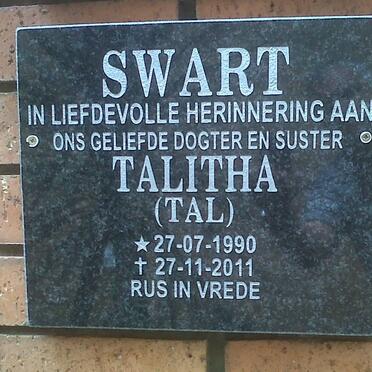 SWART
IN LIEFDEVOLLE HERINNERING AAN
ONS GELIEFDE DOGTER EN SUSTER
TALITHA
(TAL)
★ 27-07-1990
✝ 27-11-2011
RUS IN VREDE